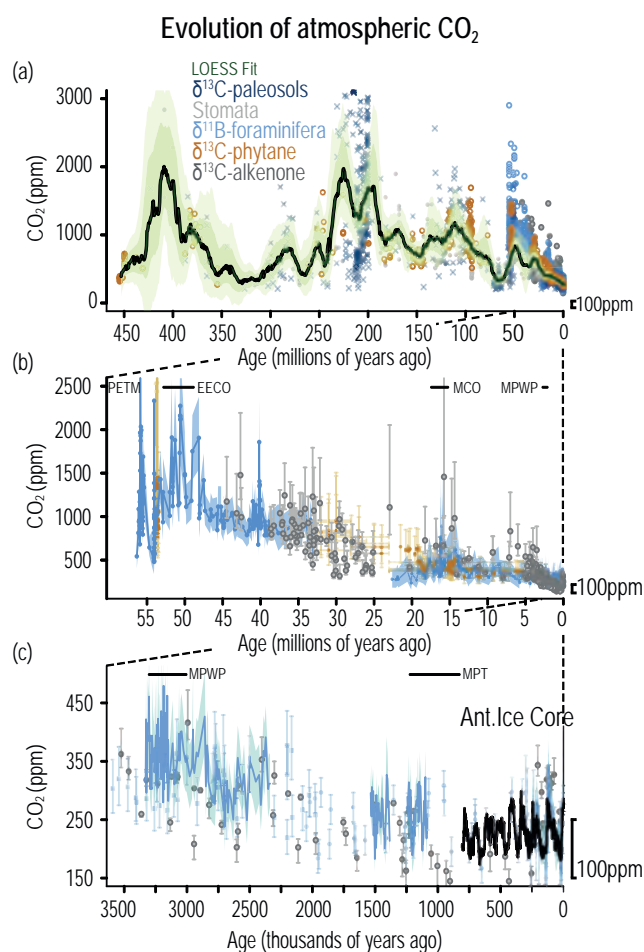 Evolution of atmospheric CO₂
(a)
LOESS Fit
δ¹³C-paleosols
Stomata
δ¹¹B-foraminifera
δ¹³C-phytane
δ¹³C-alkenone
3000
2000
1000
0
CO₂ (ppm)
100ppm
450 400 350 300 250 200 150 100 50 0
Age (millions of years ago)
(b)
2500
2000
1500
1000
500
CO₂ (ppm)
PETM EECO MCO MPWP
100ppm
55 50 45 40 35 30 25 20 15 10 5 0
Age (millions of years ago)
(c)
MPWP MPT
450
350
250
150
CO₂ (ppm)
Ant.Ice Core
100ppm
3500 3000 2500 2000 1500 1000 500 0
Age (thousands of years ago)